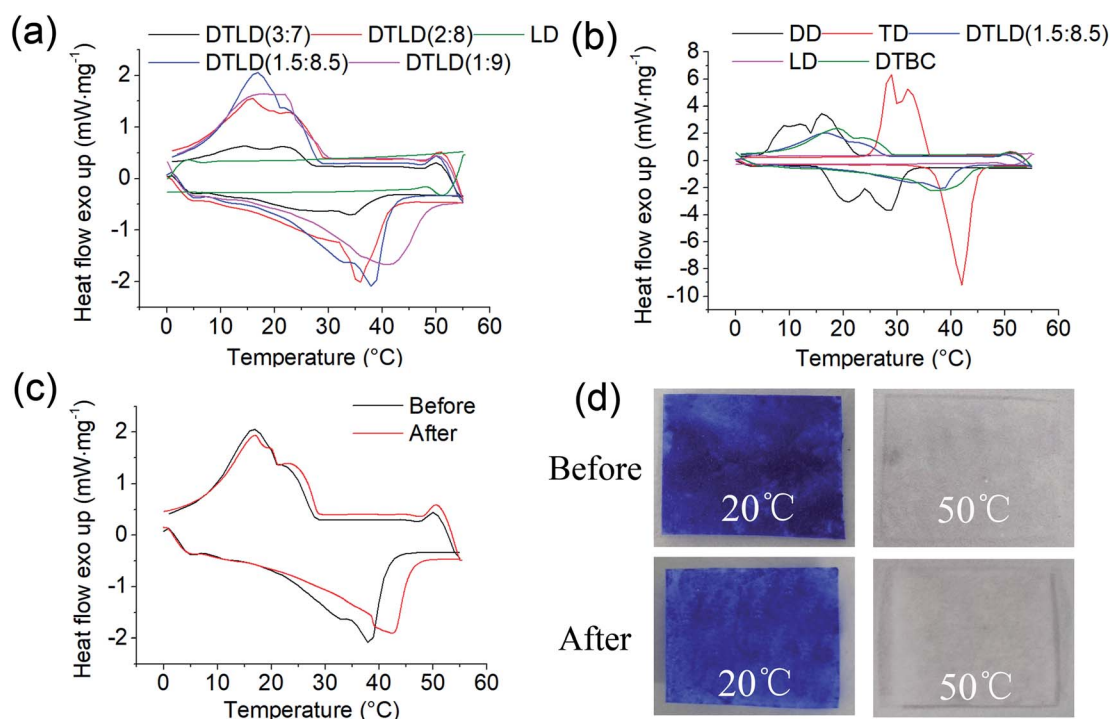 (a)
DTLD(3:7) DTLD(2:8) LD
DTLD(1.5:8.5) DTLD(1:9)
Heat flow exo up (mW·mg⁻¹)
2
1
0
-1
-2
0 10 20 30 40 50 60
Temperature (°C)
(b)
DD TD DTLD(1.5:8.5)
LD DTBC
Heat flow exo up (mW·mg⁻¹)
8
6
4
2
0
-2
-4
-6
-8
-10
0 10 20 30 40 50 60
Temperature (°C)
(c)
Before
After
Heat flow exo up (mW·mg⁻¹)
2
1
0
-1
-2
0 10 20 30 40 50 60
Temperature (°C)
(d)
Before
20℃ 50℃
After
20℃ 50℃